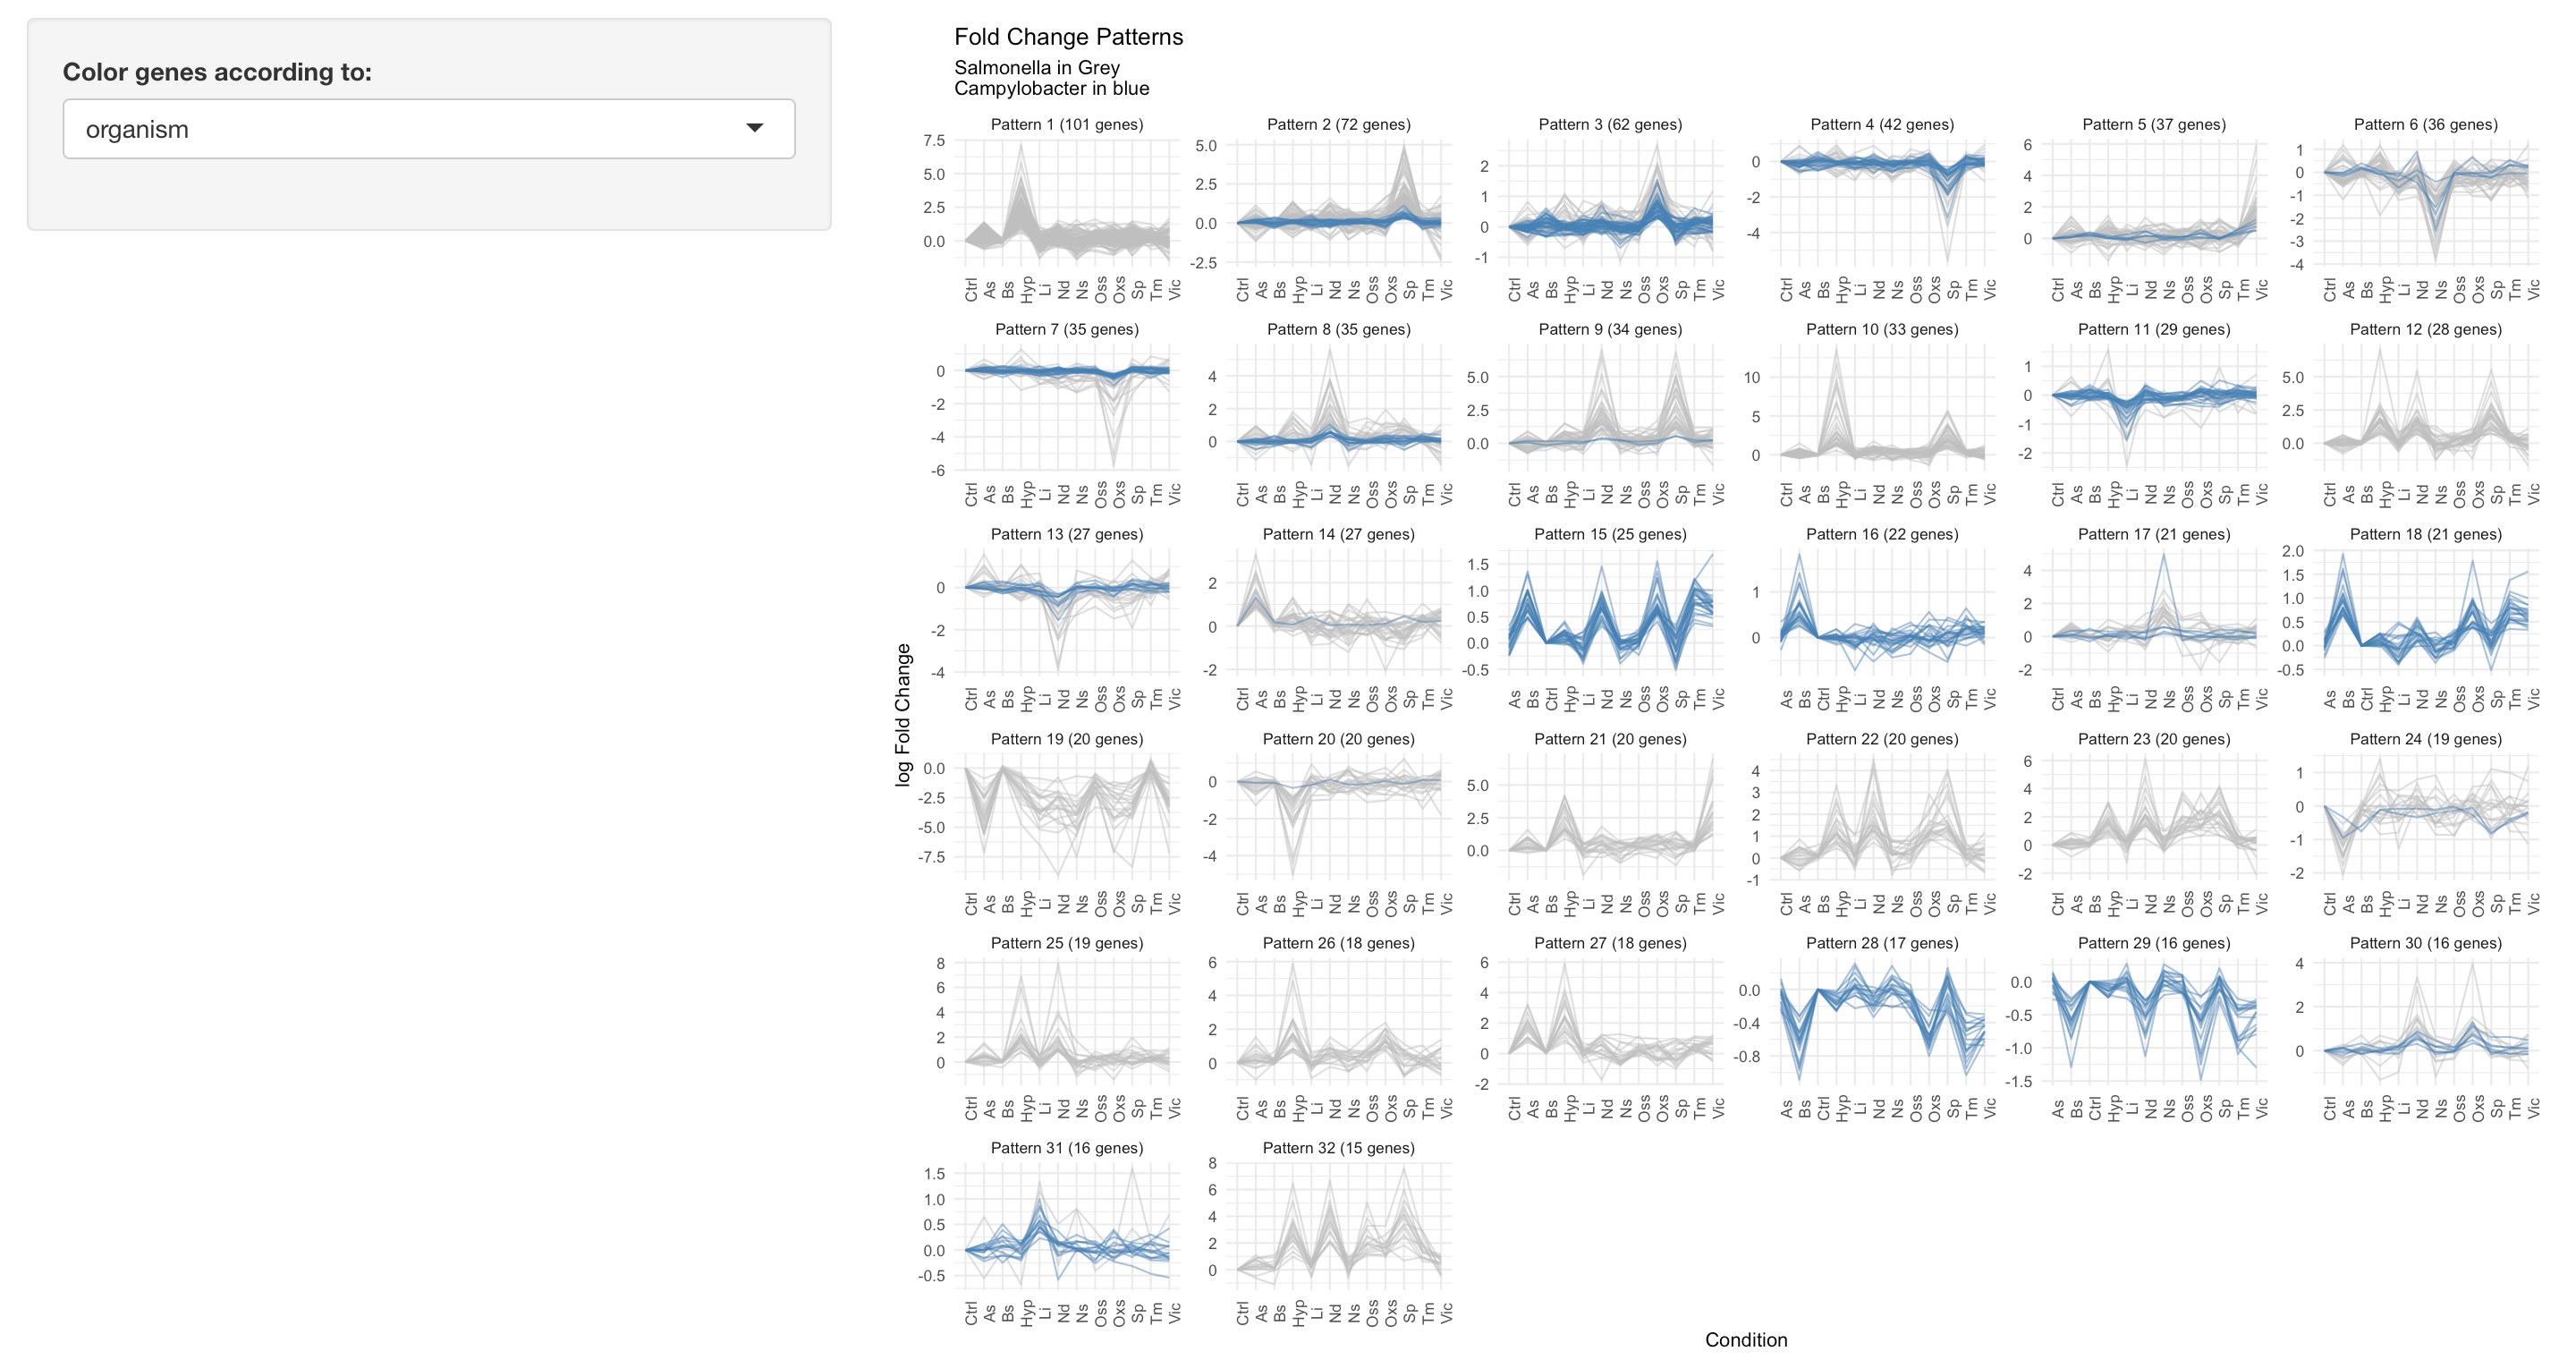 Color genes according to:
organism
Fold Change Patterns
Salmonella in Grey
Campylobacter in blue
log Fold Change
Pattern 1 (101 genes)
7.5
5.0
2.5
0.0
Ctrl As Bs Hyp Li Nd Ns Oss Oxs Sp Tm Vic
Pattern 2 (72 genes)
5.0
2.5
0.0
-2.5
Ctrl As Bs Hyp Li Nd Ns Oss Oxs Sp Tm Vic
Pattern 3 (62 genes)
2
1
0
-1
Ctrl As Bs Hyp Li Nd Ns Oss Oxs Sp Tm Vic
Pattern 4 (42 genes)
0
-2
-4
Ctrl As Bs Hyp Li Nd Ns Oss Oxs Sp Tm Vic
Pattern 5 (37 genes)
6
4
2
0
Ctrl As Bs Hyp Li Nd Ns Oss Oxs Sp Tm Vic
Pattern 6 (36 genes)
1
0
-1
-2
-3
-4
Ctrl As Bs Hyp Li Nd Ns Oss Oxs Sp Tm Vic
Pattern 7 (35 genes)
0
-2
-4
-6
Ctrl As Bs Hyp Li Nd Ns Oss Oxs Sp Tm Vic
Pattern 8 (35 genes)
4
2
0
Ctrl As Bs Hyp Li Nd Ns Oss Oxs Sp Tm Vic
Pattern 9 (34 genes)
5.0
2.5
0.0
Ctrl As Bs Hyp Li Nd Ns Oss Oxs Sp Tm Vic
Pattern 10 (33 genes)
10
5
0
Ctrl As Bs Hyp Li Nd Ns Oss Oxs Sp Tm Vic
Pattern 11 (29 genes)
1
0
-1
-2
Ctrl As Bs Hyp Li Nd Ns Oss Oxs Sp Tm Vic
Pattern 12 (28 genes)
5.0
2.5
0.0
Ctrl As Bs Hyp Li Nd Ns Oss Oxs Sp Tm Vic
Pattern 13 (27 genes)
0
-2
-4
Ctrl As Bs Hyp Li Nd Ns Oss Oxs Sp Tm Vic
Pattern 14 (27 genes)
2
0
-2
Ctrl As Bs Hyp Li Nd Ns Oss Oxs Sp Tm Vic
Pattern 15 (25 genes)
1.5
1.0
0.5
0.0
-0.5
As Bs Ctrl Hyp Li Nd Ns Oss Oxs Sp Tm Vic
Pattern 16 (22 genes)
1
0
As Bs Ctrl Hyp Li Nd Ns Oss Oxs Sp Tm Vic
Pattern 17 (21 genes)
4
2
0
-2
Ctrl As Bs Hyp Li Nd Ns Oss Oxs Sp Tm Vic
Pattern 18 (21 genes)
2.0
1.5
1.0
0.5
0.0
-0.5
As Bs Ctrl Hyp Li Nd Ns Oss Oxs Sp Tm Vic
Pattern 19 (20 genes)
0.0
-2.5
-5.0
-7.5
Ctrl As Bs Hyp Li Nd Ns Oss Oxs Sp Tm Vic
Pattern 20 (20 genes)
0
-2
-4
Ctrl As Bs Hyp Li Nd Ns Oss Oxs Sp Tm Vic
Pattern 21 (20 genes)
5.0
2.5
0.0
Ctrl As Bs Hyp Li Nd Ns Oss Oxs Sp Tm Vic
Pattern 22 (20 genes)
4
3
2
1
0
-1
Ctrl As Bs Hyp Li Nd Ns Oss Oxs Sp Tm Vic
Pattern 23 (20 genes)
6
4
2
0
-2
Ctrl As Bs Hyp Li Nd Ns Oss Oxs Sp Tm Vic
Pattern 24 (19 genes)
1
0
-1
-2
Ctrl As Bs Hyp Li Nd Ns Oss Oxs Sp Tm Vic
Pattern 25 (19 genes)
8
6
4
2
0
Ctrl As Bs Hyp Li Nd Ns Oss Oxs Sp Tm Vic
Pattern 26 (18 genes)
6
4
2
0
Ctrl As Bs Hyp Li Nd Ns Oss Oxs Sp Tm Vic
Pattern 27 (18 genes)
6
4
2
0
-2
Ctrl As Bs Hyp Li Nd Ns Oss Oxs Sp Tm Vic
Pattern 28 (17 genes)
0.0
-0.4
-0.8
As Bs Ctrl Hyp Li Nd Ns Oss Oxs Sp Tm Vic
Pattern 29 (16 genes)
0.0
-0.5
-1.0
-1.5
As Bs Ctrl Hyp Li Nd Ns Oss Oxs Sp Tm Vic
Pattern 30 (16 genes)
4
2
0
Ctrl As Bs Hyp Li Nd Ns Oss Oxs Sp Tm Vic
Pattern 31 (16 genes)
1.5
1.0
0.5
0.0
-0.5
Ctrl As Bs Hyp Li Nd Ns Oss Oxs Sp Tm Vic
Pattern 32 (15 genes)
8
6
4
2
0
Ctrl As Bs Hyp Li Nd Ns Oss Oxs Sp Tm Vic
Condition